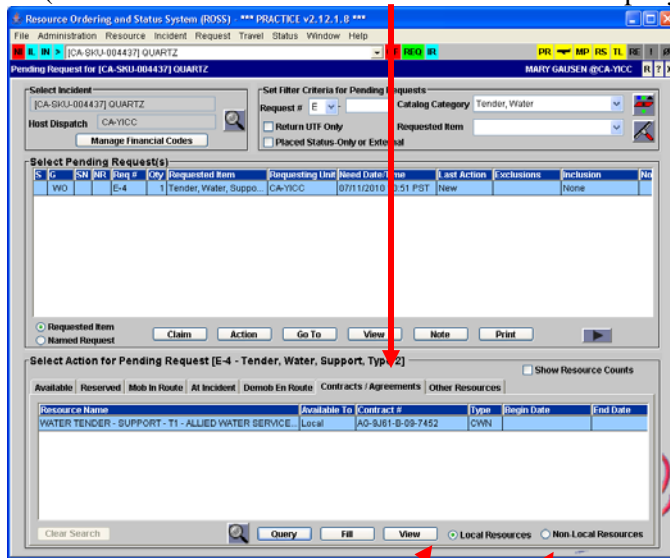 Resource Ordering and Status System (ROSS) - *** PRACTICE v2.12.1.0 ***
File Administration Resource Incident Request Travel Status Window Help
NI IL IN > [CA-SKU-004437] QUARTZ REQ IR PR MP RS TL RE
Pending Request for [CA-SKU-004437] QUARTZ MARY GAUSEN @CA-YICC R ? X
Select Incident
[CA-SKU-004437] QUARTZ
Host Dispatch CA-YICC
Manage Financial Codes
Set Filter Criteria for Pending Requests
Request # E - Catalog Category Tender, Water
Return UTF Only Requested Item
Placed Status-Only or External
Select Pending Request(s)
S G SN NR Req # Qty Requested Item Requesting Unit Need Date/Time Last Action Exclusions Inclusion No
WO E-4 1 Tender, Water, Suppo... CA-YICC 07/11/2010 :51 PST New None
Requested Item
Named Request
Claim Action Go To View Note Print
Select Action for Pending Request [E-4 - Tender, Water, Support, Type 2]
Show Resource Counts
Available Reserved Mob In Route At Incident Demob En Route Contracts / Agreements Other Resources
Resource Name Available To Contract # Type Begin Date End Date
WATER TENDER - SUPPORT - T1 - ALLIED WATER SERVICE... Local AG-9J61-B-09-7452 CWN
Clear Search Query Fill View Local Resources Non-Local Resources